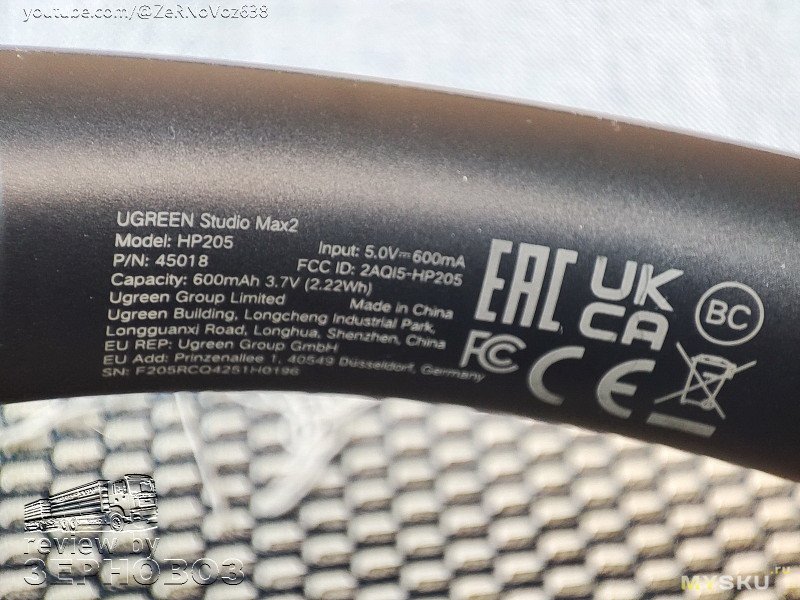 youtube.com/@ZeRNoVoz638
UGREEN Studio Max2
Model: HP205
Input: 5.0V⎓600mA
P/N: 45018
FCC ID: 2AQI5-HP205
Capacity: 600mAh 3.7V (2.22Wh)
Ugreen Group Limited
Made in China
Ugreen Building, Longcheng Industrial Park,
Longguanxi Road, Longhua, Shenzhen, China
EU REP: Ugreen Group GmbH
EU Add: Prinzenallee 1, 40549 Düsseldorf, Germany
SN: F205RCQ4251H0196
EAC
UK
CA
BC
FC
CE
review by
ЗЕРНОВОЗ
MYSKU.ru